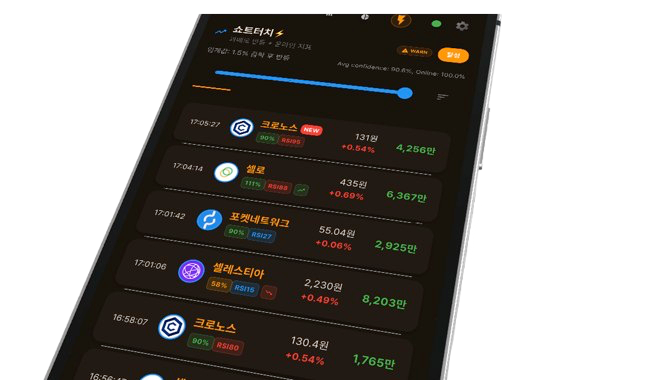 쇼트터치⚡
과매도 반등 • 온라인 지표
임계값: 1.5% 급락 후 반등
WARN
활성
Avg confidence: 90.6%, Online: 100.0%
17:05:27 크로노스 NEW 131원 4,256만
90% RSI95 +0.54%
17:04:14 셀로 435원 6,367만
111% RSI88 +0.69%
17:01:42 포켓네트워크 55.04원 2,925만
90% RSI27 +0.06%
17:01:06 셀레스티아 2,230원 8,203만
58% RSI15 +0.49%
16:58:07 크로노스 130.4원 1,765만
90% RSI80 +0.54%